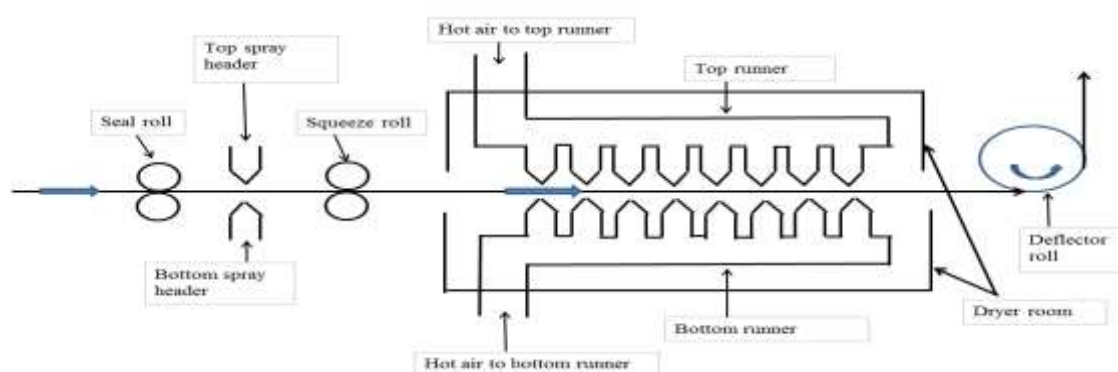 Hot air to top runner
Top spray
header
Top runner
Seal roll
Squeeze roll
Deflector
roll
Bottom spray
header
Dryer room
Bottom runner
Hot air to bottom runner